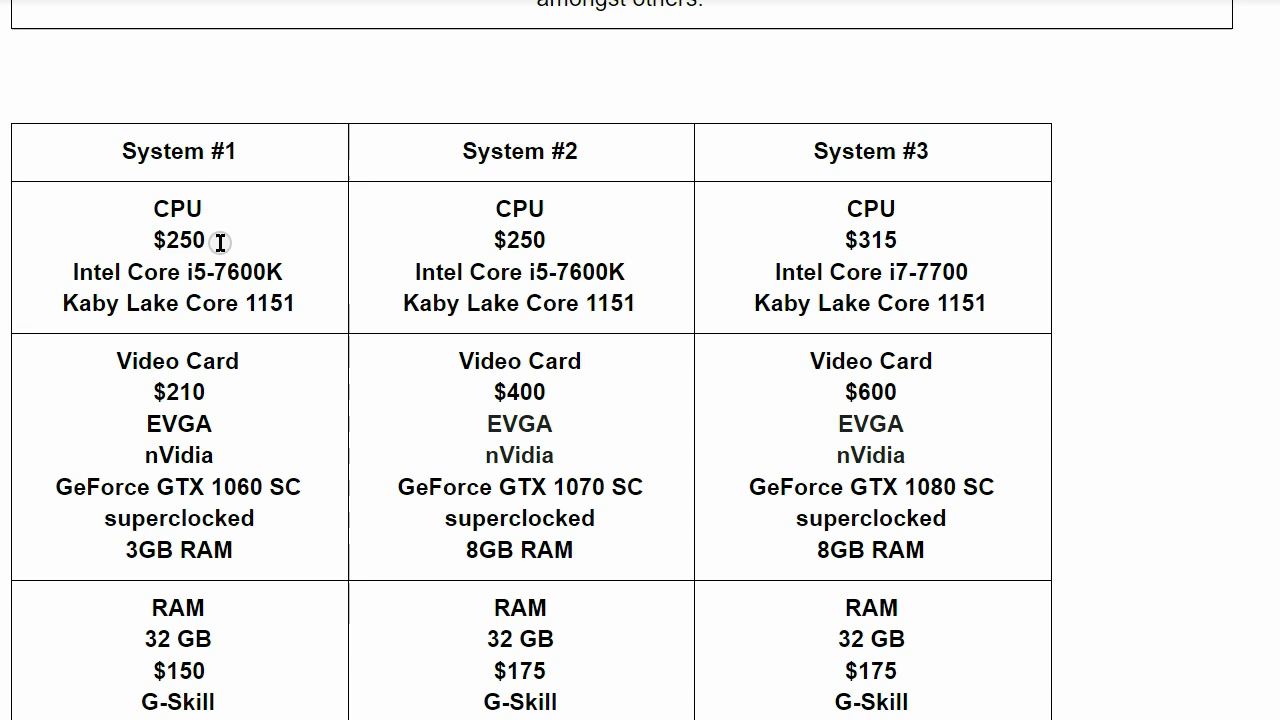 amongst others.
System #1 System #2 System #3
CPU CPU CPU
$250 $250 $315
Intel Core i5-7600K Intel Core i5-7600K Intel Core i7-7700
Kaby Lake Core 1151 Kaby Lake Core 1151 Kaby Lake Core 1151
Video Card Video Card Video Card
$210 $400 $600
EVGA EVGA EVGA
nVidia nVidia nVidia
GeForce GTX 1060 SC GeForce GTX 1070 SC GeForce GTX 1080 SC
superclocked superclocked superclocked
3GB RAM 8GB RAM 8GB RAM
RAM RAM RAM
32 GB 32 GB 32 GB
$150 $175 $175
G-Skill G-Skill G-Skill